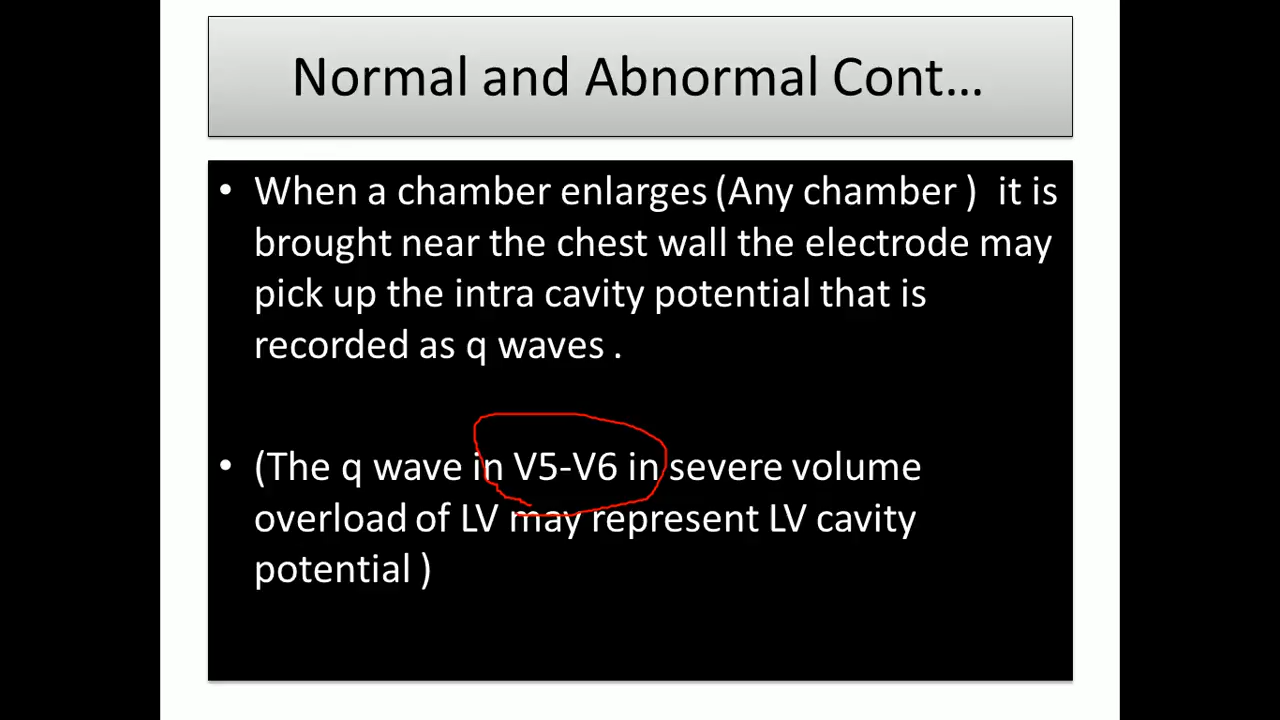 Normal and Abnormal Cont…
• When a chamber enlarges (Any chamber ) it is
brought near the chest wall the electrode may
pick up the intra cavity potential that is
recorded as q waves .
• (The q wave in V5-V6 in severe volume
overload of LV may represent LV cavity
potential )